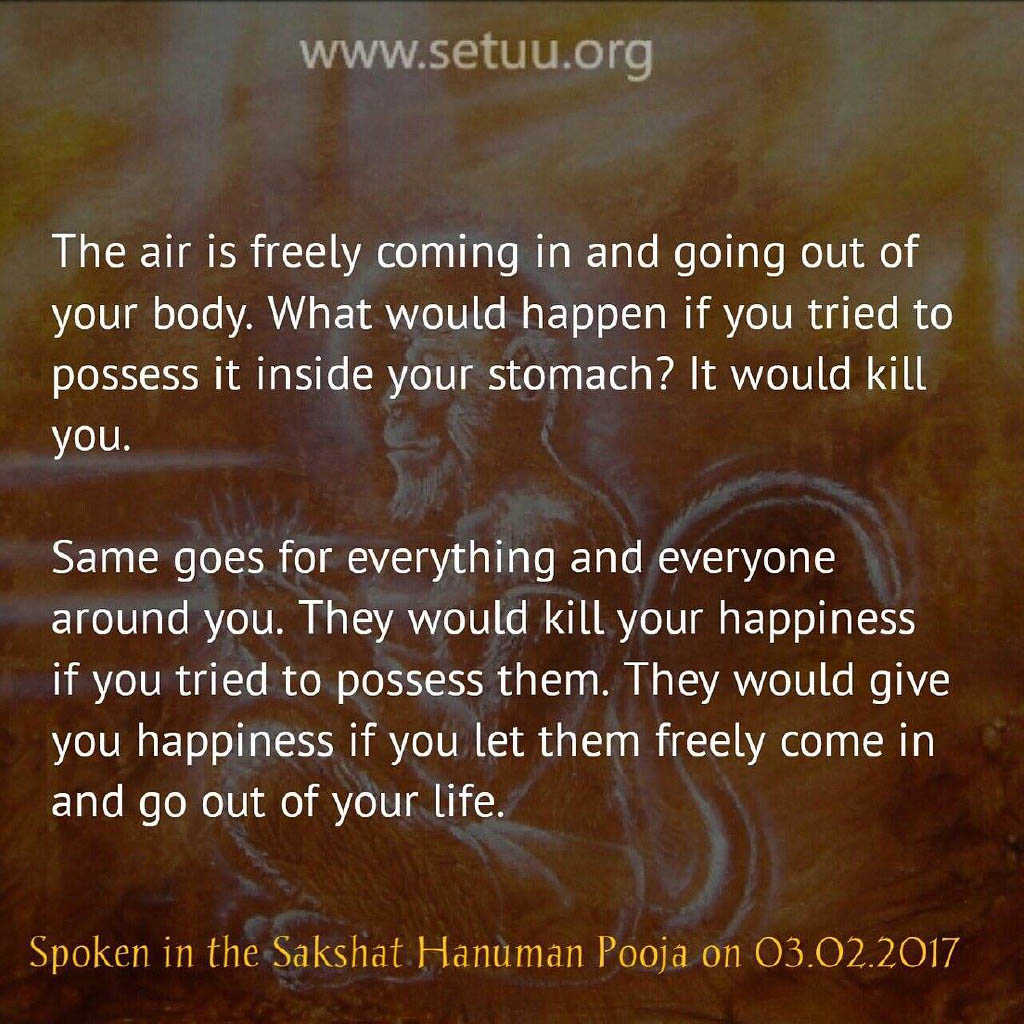 www.setuu.org
The air is freely coming in and going out of
your body. What would happen if you tried to
possess it inside your stomach? It would kill
you.
Same goes for everything and everyone
around you. They would kill your happiness
if you tried to possess them. They would give
you happiness if you let them freely come in
and go out of your life.
Spoken in the Sakshat Hanuman Pooja on 03.02.2017